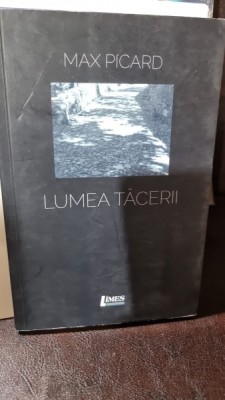 MAX PICARD
LUMEA TĂCERII
LIMES